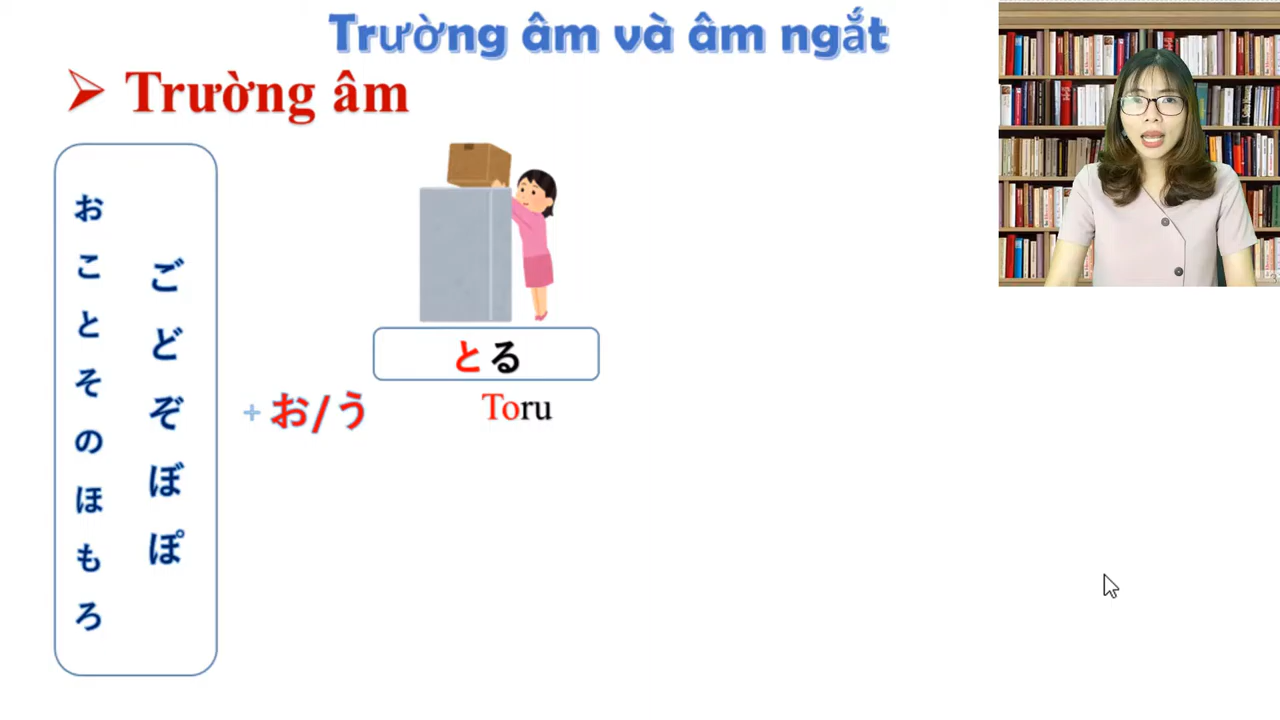 Trường âm và âm ngắt
Trường âm
お
こ
と
そ
の
ほ
も
ろ
ご
ど
ぞ
ぼ
ぽ
+ お/う
とる
Toru